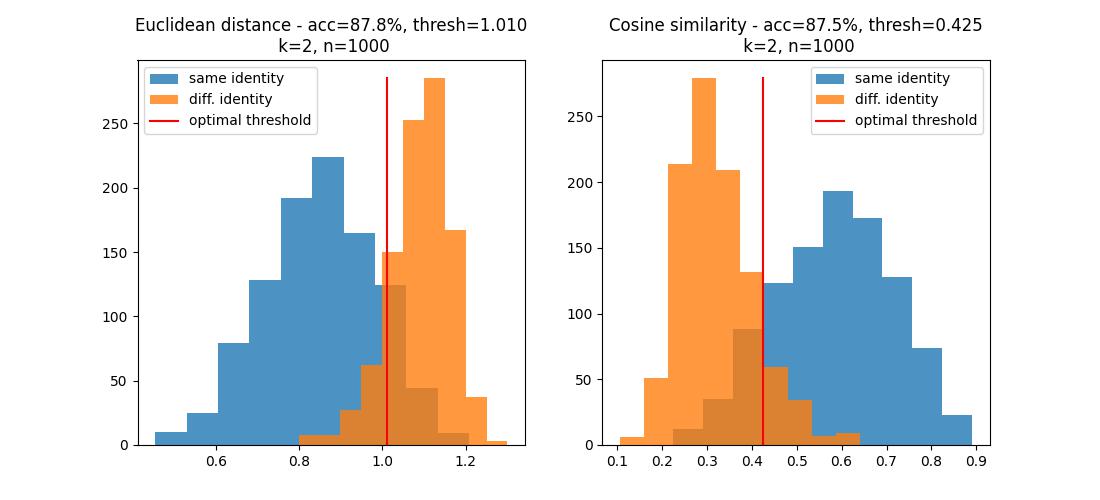 Euclidean distance - acc=87.8%, thresh=1.010
k=2, n=1000
same identity
diff. identity
optimal threshold
250
200
150
100
50
0
0.6 0.8 1.0 1.2
Cosine similarity - acc=87.5%, thresh=0.425
k=2, n=1000
same identity
diff. identity
optimal threshold
250
200
150
100
50
0
0.1 0.2 0.3 0.4 0.5 0.6 0.7 0.8 0.9